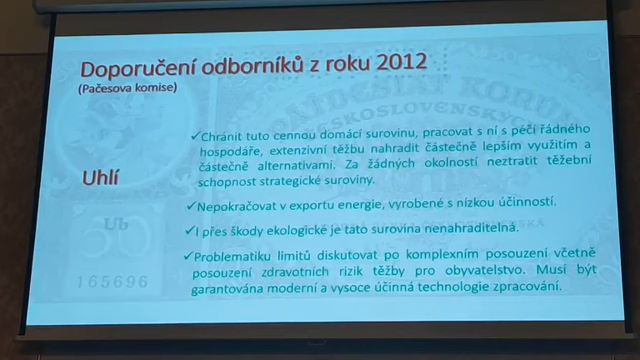 Doporučení odborníků z roku 2012
(Pačesova komise)
Uhlí
✓Chránit tuto cennou domácí surovinu, pracovat s ní s péčí řádného
hospodáře, extenzivní těžbu nahradit částečně lepším využitím a
částečně alternativami. Za žádných okolností neztratit těžební
schopnost strategické suroviny.
✓Nepokračovat v exportu energie, vyrobené s nízkou účinností.
✓I přes škody ekologické je tato surovina nenahraditelná.
✓Problematiku limitů diskutovat po komplexním posouzení včetně
posouzení zdravotních rizik těžby pro obyvatelstvo. Musí být
garantována moderní a vysoce účinná technologie zpracování.
Ub
50
165696